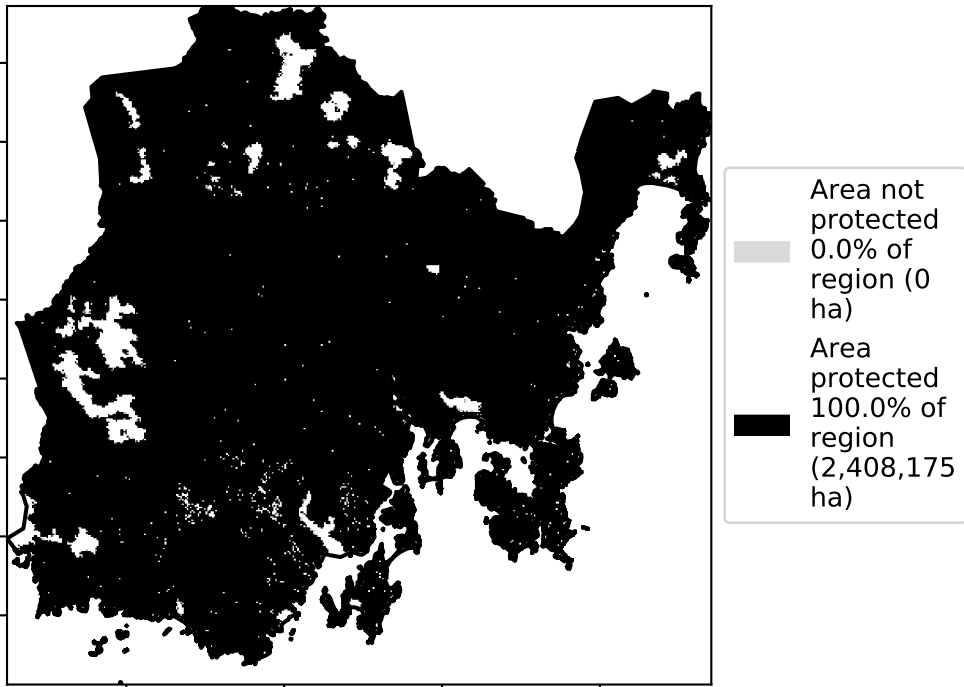 Area not
protected
0.0% of
region (0
ha)
Area
protected
100.0% of
region
(2,408,175
ha)